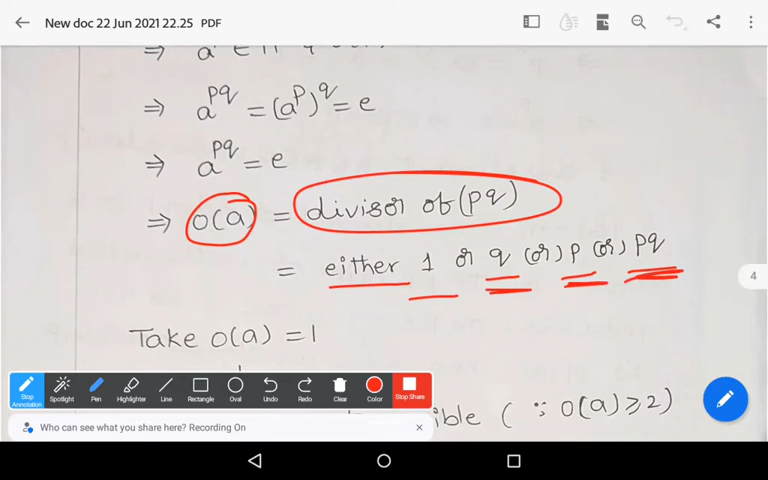 New doc 22 Jun 2021 22.25 PDF
⇒ a^pq = (a^p)^q = e
⇒ a^pq = e
⇒ o(a) = divisor of (pq)
= either 1 or q (or) p (or) pq
4
Take o(a) = 1
Stop Annotation Spotlight Pen Highlighter Line Rectangle Oval Undo Redo Clear Color Stop Share
ible ( ∵ o(a) ⩾ 2)
Who can see what you share here? Recording On